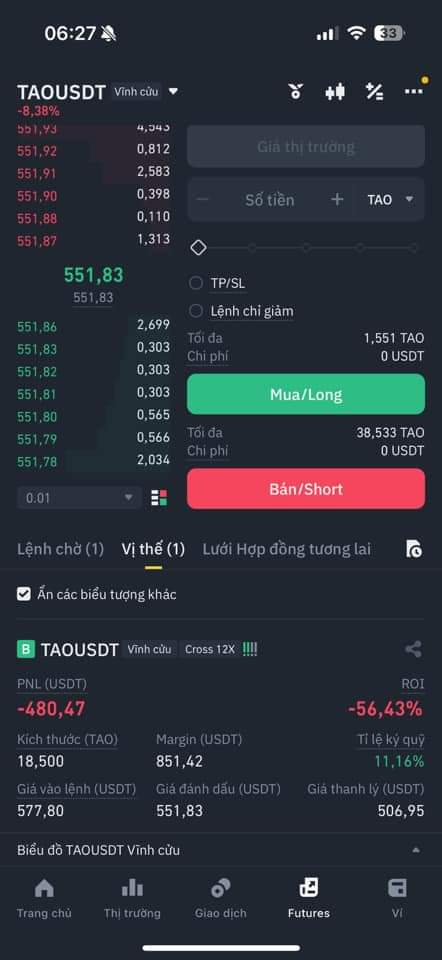 06:27
33
TAOUSDT Vĩnh cửu
-8,38%
551,93 4,543
551,92 0,812
551,91 2,583
551,90 0,398
551,88 0,110
551,87 1,313
551,83
551,83
551,86 2,699
551,83 0,303
551,82 0,303
551,81 0,303
551,80 0,565
551,79 0,566
551,78 2,034
0.01
Giá thị trường
Số tiền TAO
TP/SL
Lệnh chỉ giảm
Tối đa 1,551 TAO
Chi phí 0 USDT
Mua/Long
Tối đa 38,533 TAO
Chi phí 0 USDT
Bán/Short
Lệnh chờ (1) Vị thế (1) Lưới Hợp đồng tương lai
Ẩn các biểu tượng khác
B TAOUSDT Vĩnh cửu Cross 12X
PNL (USDT) ROI
-480,47 -56,43%
Kích thước (TAO) Margin (USDT) Tỉ lệ ký quỹ
18,500 851,42 11,16%
Giá vào lệnh (USDT) Giá đánh dấu (USDT) Giá thanh lý (USDT)
577,80 551,83 506,95
Biểu đồ TAOUSDT Vĩnh cửu
Trang chủ Thị trường Giao dịch Futures Ví